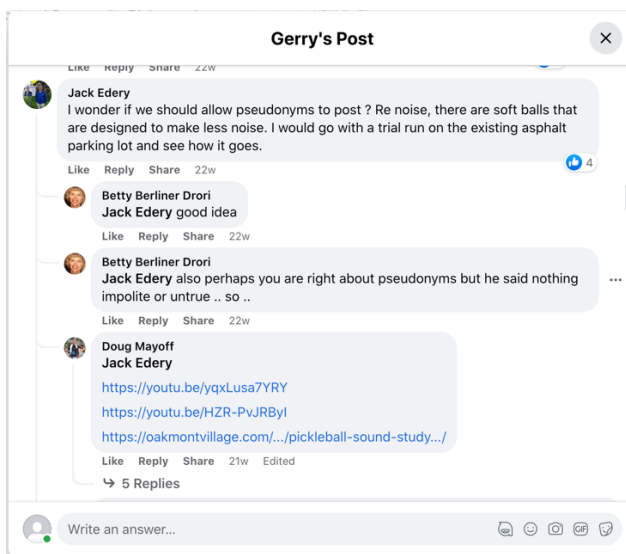 Gerry's Post
Like Reply Share 22w
Jack Edery
I wonder if we should allow pseudonyms to post ? Re noise, there are soft balls that
are designed to make less noise. I would go with a trial run on the existing asphalt
parking lot and see how it goes.
4
Like Reply Share 22w
Betty Berliner Drori
Jack Edery good idea
Like Reply Share 22w
Betty Berliner Drori
Jack Edery also perhaps you are right about pseudonyms but he said nothing
impolite or untrue .. so ..
Like Reply Share 22w
Doug Mayoff
Jack Edery
https://youtu.be/yqxLusa7YRY
https://youtu.be/HZR-PvJRByI
https://oakmontvillage.com/.../pickleball-sound-study.../
Like Reply Share 21w Edited
5 Replies
Write an answer...
GIF